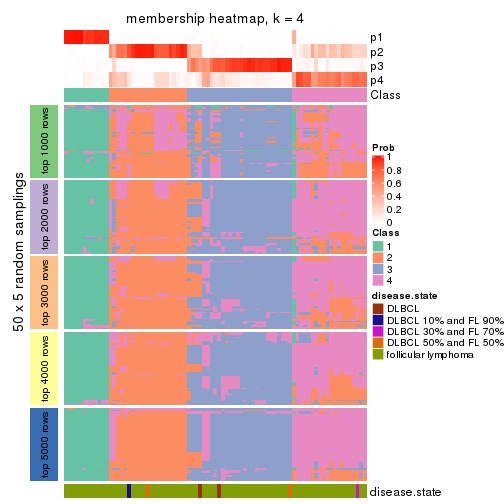 membership heatmap, k = 4
p1
p2
p3
p4
Class
50 x 5 random samplings
top 1000 rows
top 2000 rows
top 3000 rows
top 4000 rows
top 5000 rows
Prob
1
0.8
0.6
0.4
0.2
0
Class
1
2
3
4
disease.state
DLBCL
DLBCL 10% and FL 90%
DLBCL 30% and FL 70%
DLBCL 50% and FL 50%
follicular lymphoma
disease.state